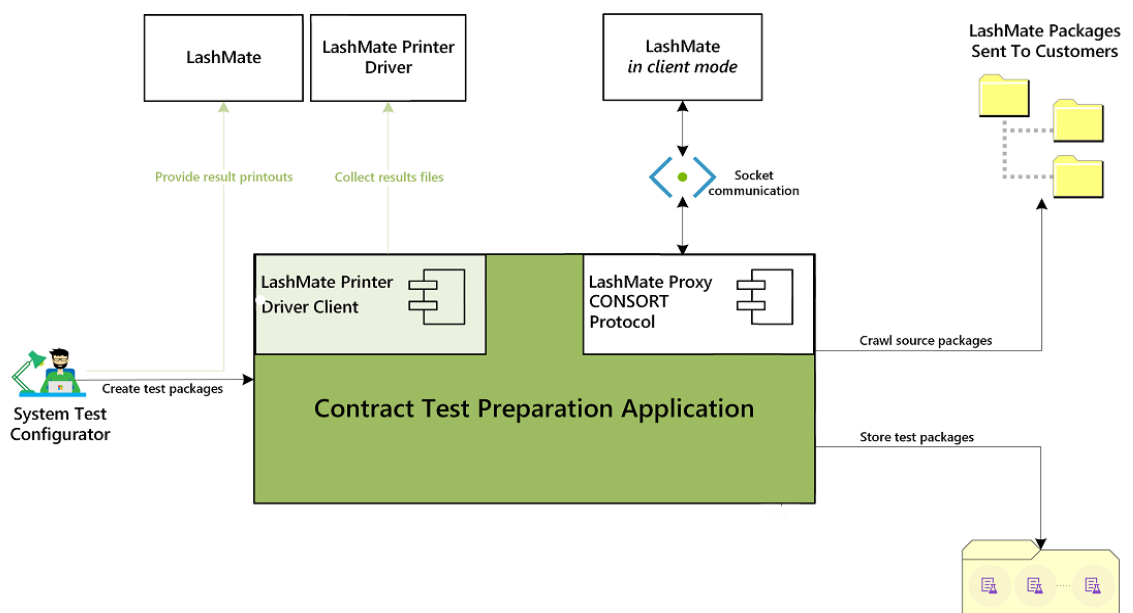 LashMate
LashMate Printer
Driver
LashMate
in client mode
LashMate Packages
Sent To Customers
Provide result printouts
Collect results files
Socket
communication
LashMate Printer
Driver Client
LashMate Proxy
CONSORT
Protocol
Crawl source packages
Create test packages
System Test
Configurator
Contract Test Preparation Application
Store test packages